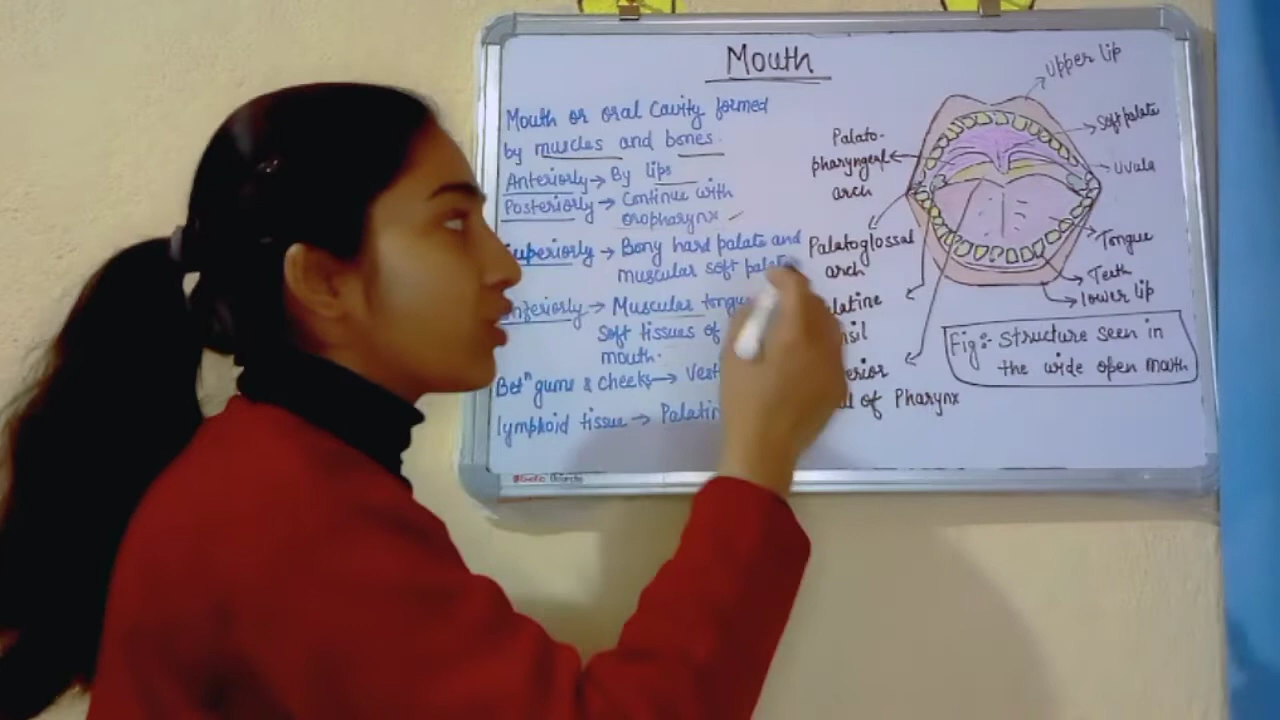 Mouth
Mouth or oral cavity formed
by muscles and bones.
Anteriorly → By lips
Posteriorly → Continue with
oropharynx
Superiorly → Bony hard palate and
muscular soft palate
→ Muscular tongue
soft tissues of
mouth.
Betⁿ gums & cheeks →
lymphoid tissue →
Upper lip
Soft palate
Uvula
Tongue
Teeth
lower lip
Palato-
pharyngeal
arch
Palatoglossal
arch
of Pharynx
Fig:- Structure seen in
the wide open mouth